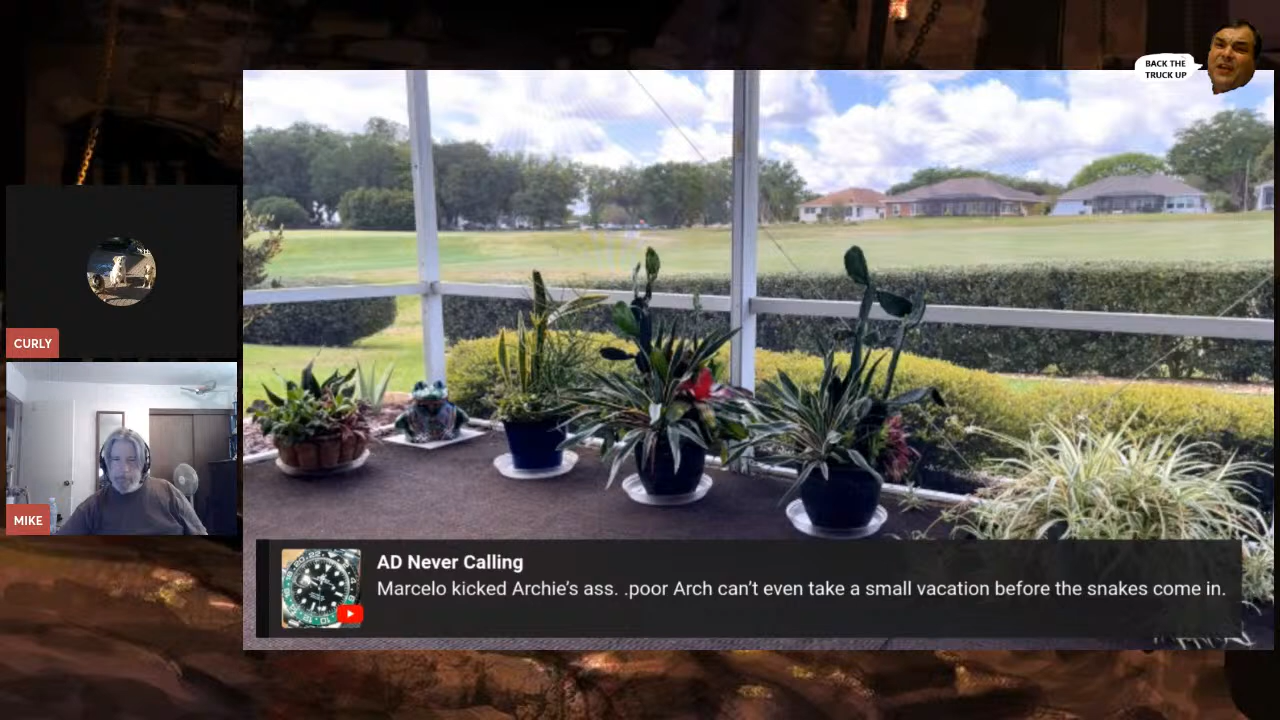 BACK THE
TRUCK UP
CURLY
MIKE
AD Never Calling
Marcelo kicked Archie’s ass. .poor Arch can’t even take a small vacation before the snakes come in.